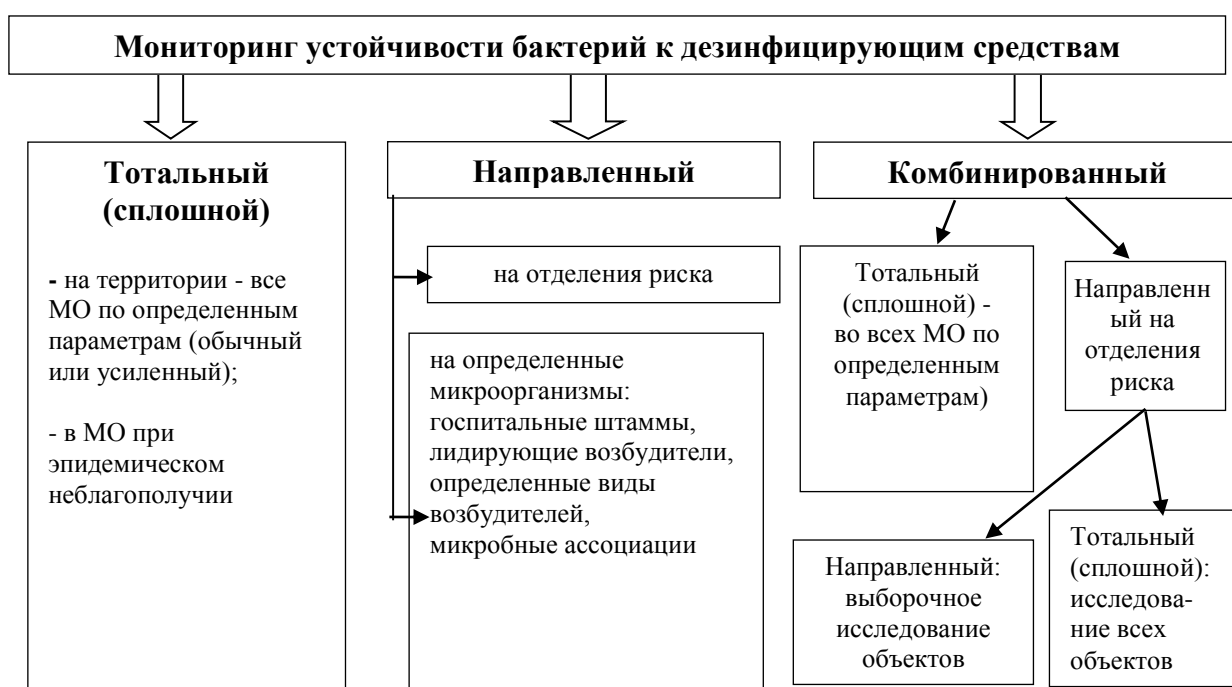 Мониторинг устойчивости бактерий к дезинфицирующим средствам
Тотальный
(сплошной)
- на территории - все
МО по определенным
параметрам (обычный
или усиленный);
- в МО при
эпидемическом
неблагополучии
Направленный
на отделения риска
на определенные
микроорганизмы:
госпитальные штаммы,
лидирующие возбудители,
определенные виды
возбудителей,
микробные ассоциации
Комбинированный
Тотальный
(сплошной) -
во всех МО по
определенным
параметрам)
Направленн
ый на
отделения
риска
Направленный:
выборочное
исследование
объектов
Тотальный
(сплошной):
исследова-
ние всех
объектов